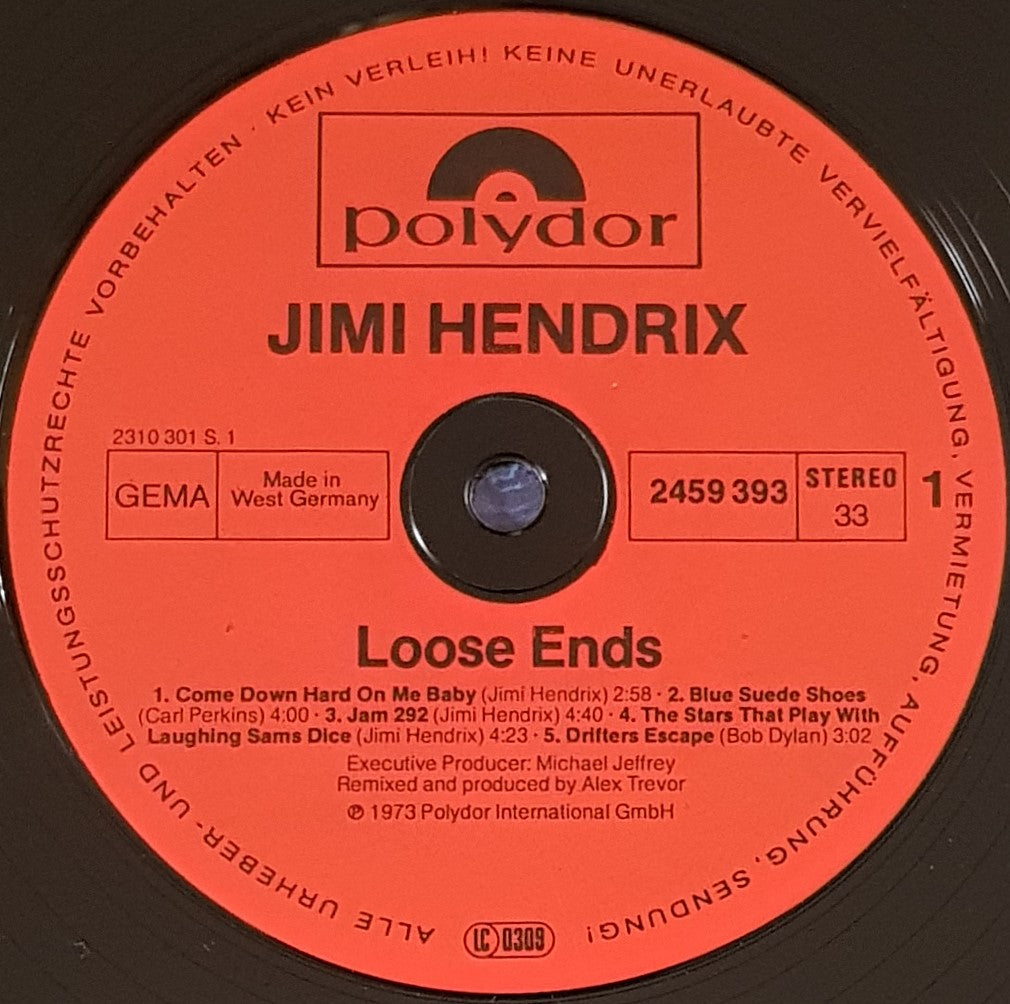 ALLE URHEBER- UND LEISTUNGSSCHUTZRECHTE VORBEHALTEN · KEIN VERLEIH! KEINE UNERLAUBTE VERVIELFÄLTIGUNG, VERMIETUNG, AUFFÜHRUNG, SENDUNG!
polydor
JIMI HENDRIX
2310 301 S. 1
GEMA
Made in
West Germany
2459 393
STEREO
33
1
Loose Ends
1. Come Down Hard On Me Baby (Jimi Hendrix) 2:58 · 2. Blue Suede Shoes
(Carl Perkins) 4:00 · 3. Jam 292 (Jimi Hendrix) 4:40 · 4. The Stars That Play With
Laughing Sams Dice (Jimi Hendrix) 4:23 · 5. Drifters Escape (Bob Dylan) 3:02
Executive Producer: Michael Jeffrey
Remixed and produced by Alex Trevor
℗ 1973 Polydor International GmbH
LC 0309